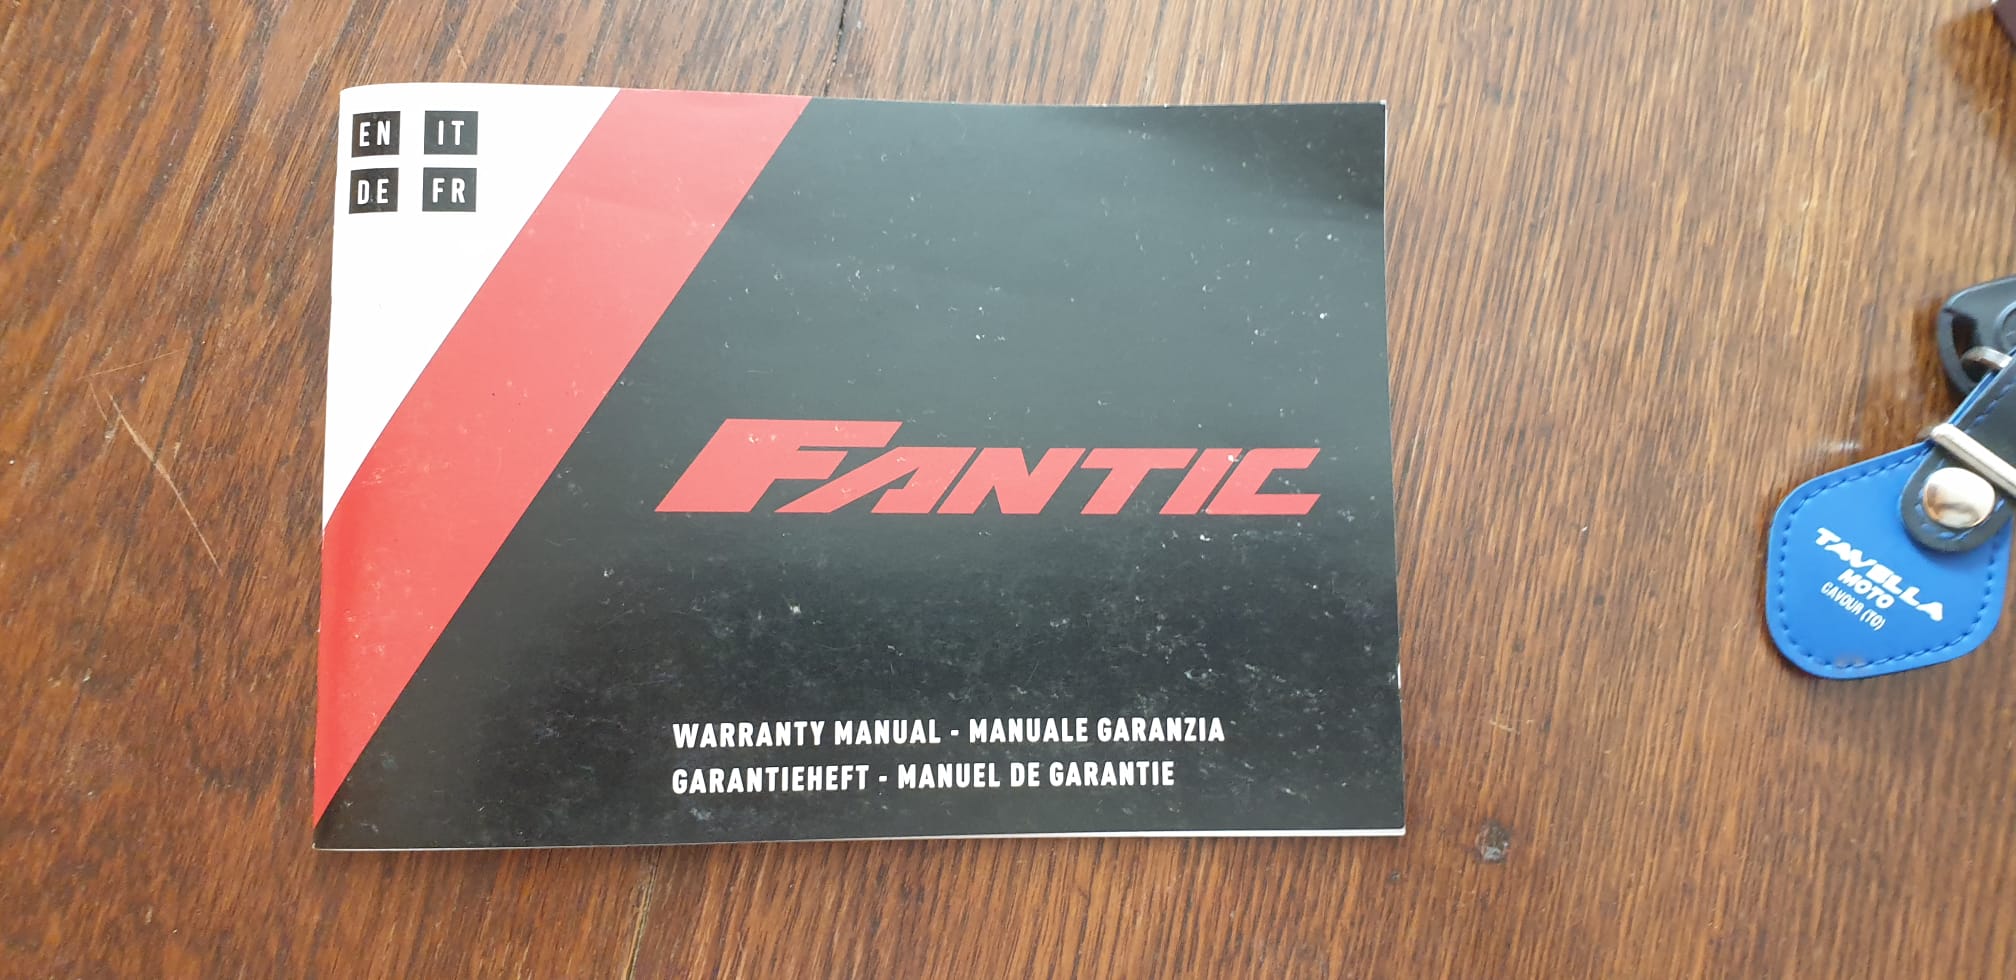 EN IT
DE FR
FANTIC
WARRANTY MANUAL - MANUALE GARANZIA
GARANTIEHEFT - MANUEL DE GARANTIE
TAVELLA
MOTO
CAVOUR (TO)